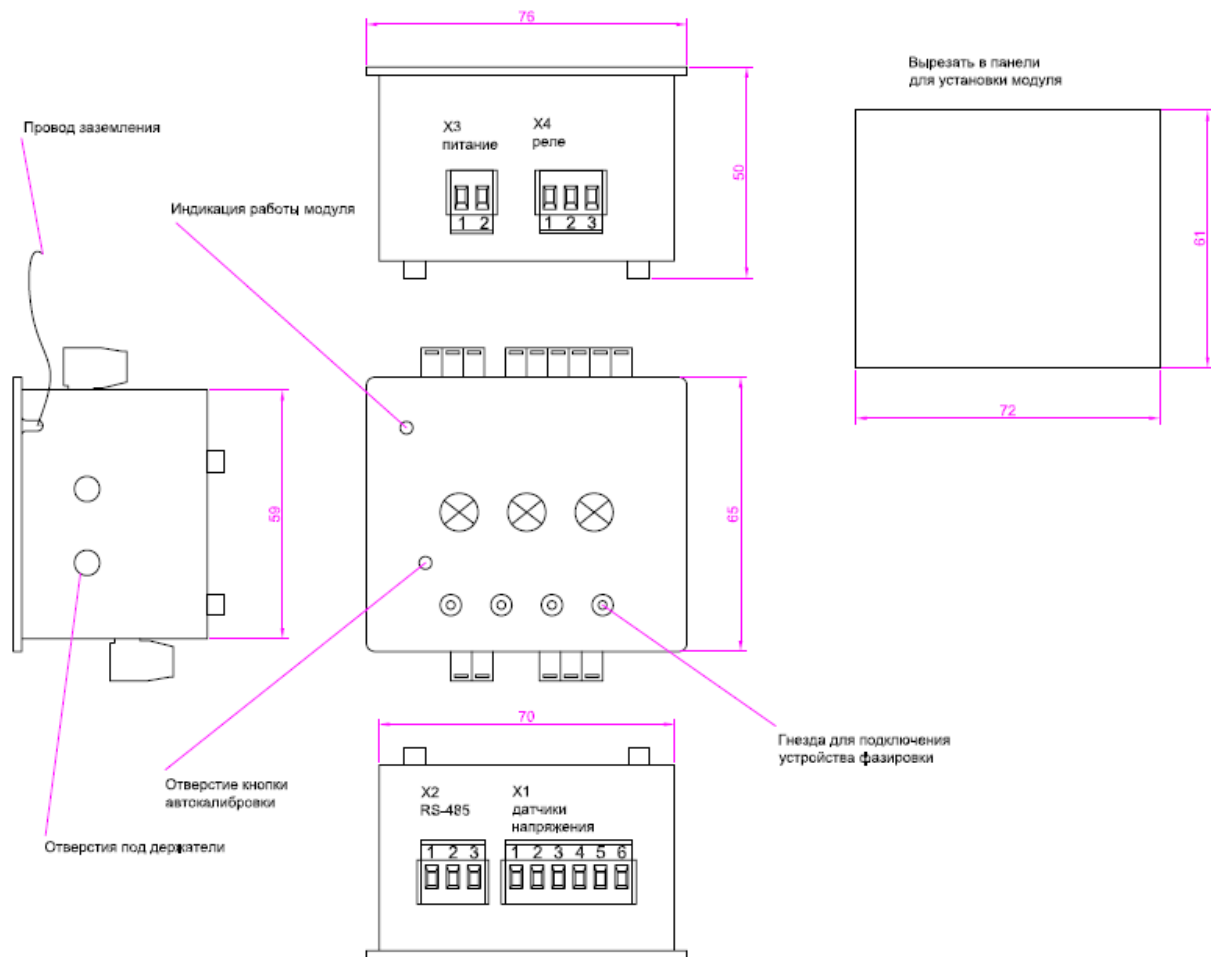 76
Вырезать в панели
для установки модуля
Провод заземления
X3
питание
X4
реле
50
1 2
1 2 3
Индикация работы модуля
61
72
59
65
70
Гнезда для подключения
устройства фазировки
Отверстие кнопки
автокалибровки
X2
RS-485
X1
датчики
напряжения
Отверстия под держатели
1 2 3
1 2 3 4 5 6